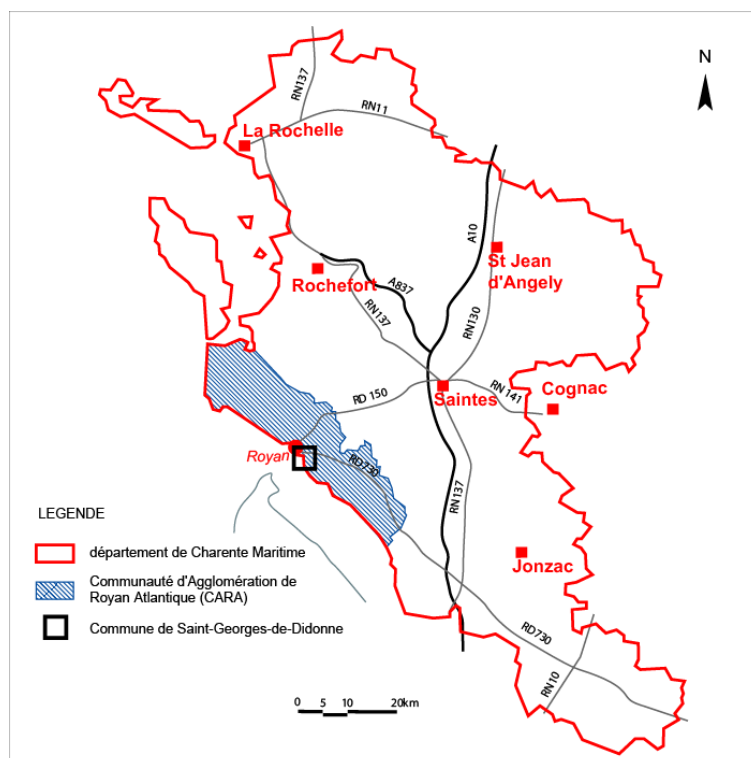 N
RN137
RN11
La Rochelle
A10
St Jean
d'Angely
Rochefort
A837
RN137
RN130
RD 150
Saintes
RN 141
Cognac
Royan
RD730
RN137
LEGENDE
département de Charente Maritime
Jonzac
Communauté d'Agglomération de
Royan Atlantique (CARA)
Commune de Saint-Georges-de-Didonne
RD730
RN10
0 5 10 20km